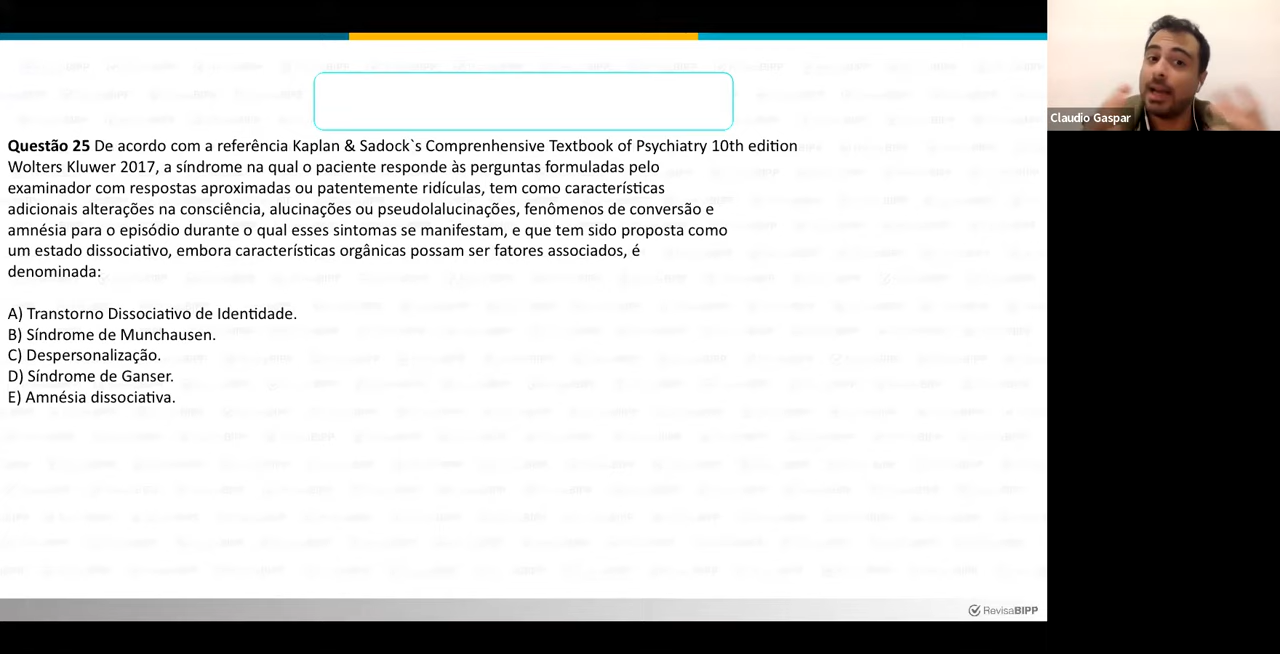 Claudio Gaspar
Questão 25 De acordo com a referência Kaplan & Sadock`s Comprenhensive Textbook of Psychiatry 10th edition
Wolters Kluwer 2017, a síndrome na qual o paciente responde às perguntas formuladas pelo
examinador com respostas aproximadas ou patentemente ridículas, tem como características
adicionais alterações na consciência, alucinações ou pseudolalucinações, fenômenos de conversão e
amnésia para o episódio durante o qual esses sintomas se manifestam, e que tem sido proposta como
um estado dissociativo, embora características orgânicas possam ser fatores associados, é
denominada:
A) Transtorno Dissociativo de Identidade.
B) Síndrome de Munchausen.
C) Despersonalização.
D) Síndrome de Ganser.
E) Amnésia dissociativa.
RevisaBIPP